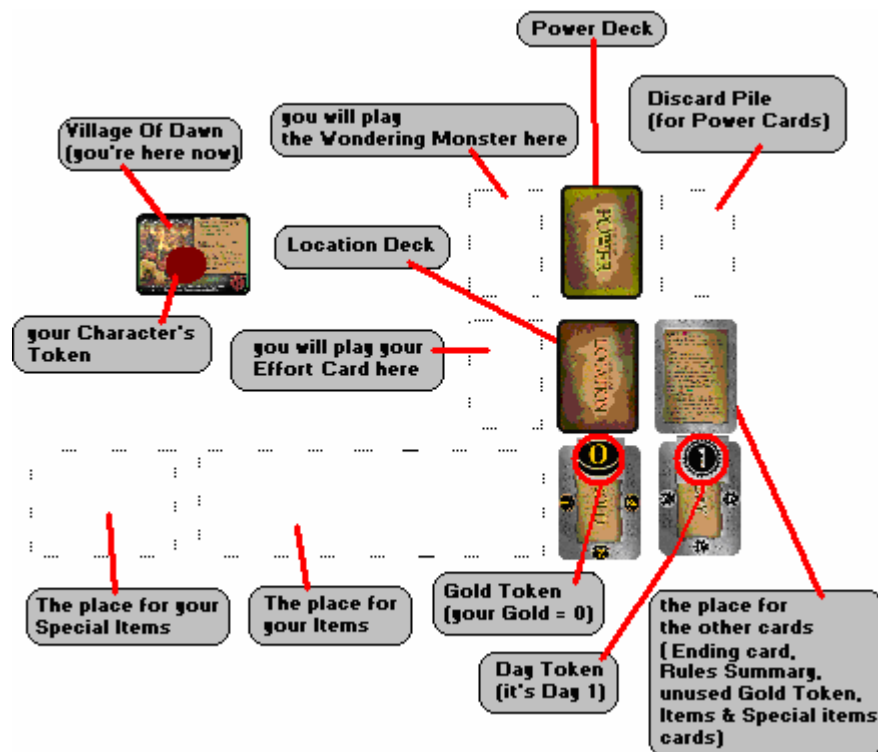 Power Deck
you will play
the Wondering Monster here
Discard Pile
(for Power Cards)
Village Of Dawn
(you're here now)
POWER
Location Deck
your Character's
Token
you will play your
Effort Card here
LOCATION
0
1
The place for your
Special Items
The place for
your Items
Gold Token
(your Gold = 0)
Day Token
(it's Day 1)
the place for
the other cards
(Ending card,
Rules Summary,
unused Gold Token,
Items & Special items
cards)